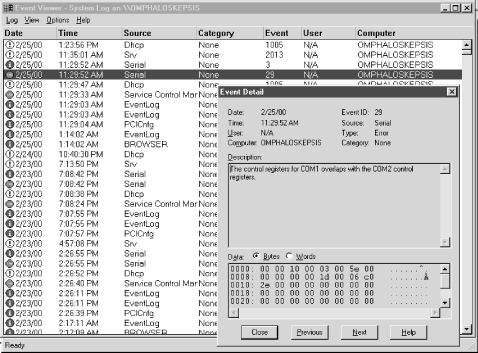 Event Viewer - System Log on \\OMPHALOSKEPSIS
Log View Options Help
Date Time Source Category Event User Computer
2/25/00 1:23:56 PM Dhcp None 1005 N/A OMPHALOSKEPSIS
2/25/00 11:35:01 AM Srv None 2013 N/A OMPHALOSKEPSIS
2/25/00 11:29:52 AM Serial None 3 N/A OMPHALOSKEPSIS
2/25/00 11:29:52 AM Serial None 29 N/A OMPHALOSKEPSIS
2/25/00 11:29:47 AM Dhcp None 1005 N/A OMPHALOSKEPSIS
2/25/00 11:29:33 AM Service Control Mar None
2/25/00 11:29:03 AM EventLog None
2/25/00 11:29:03 AM EventLog None
2/25/00 11:29:04 AM PCICntg None
2/25/00 1:14:02 AM EventLog None
2/25/00 1:14:02 AM BROWSER None
2/24/00 10:40:30 PM Dhcp None
2/23/00 7:13:50 PM Srv None
2/23/00 7:08:42 PM Serial None
2/23/00 7:08:42 PM Serial None
2/23/00 7:08:38 PM Dhcp None
2/23/00 7:08:24 PM Service Control Mar None
2/23/00 7:07:55 PM EventLog None
2/23/00 7:07:55 PM EventLog None
2/23/00 7:07:57 PM PCICntg None
2/23/00 4:57:08 PM Srv None
2/23/00 2:26:55 PM Serial None
2/23/00 2:26:55 PM Serial None
2/23/00 2:26:52 PM Dhcp None
2/23/00 2:26:40 PM Service Control Mar None
2/23/00 2:26:11 PM EventLog None
2/23/00 2:26:11 PM EventLog None
2/23/00 2:26:39 PM PCICntg None
2/23/00 2:17:11 AM EventLog None
2/23/00 2:17:09 AM BROWSER None
Ready
Event Detail
Date: 2/25/00 Event ID: 29
Time: 11:29:52 AM Source: Serial
User: N/A Type: Error
Computer: OMPHALOSKEPSIS Category: None
Description:
The control registers for COM1 overlaps with the COM2 control
registers.
Data: Bytes Words
0000: 00 00 10 00 03 00 5e 00 ......^.
0008: 00 00 00 00 1d 00 06 c0 .......À
0010: 2e 00 00 00 00 00 00 00 ........
0018: 00 00 00 00 00 00 00 00 ........
0020: 00 00 00 00 00 00 00 00 ........
Close Previous Next Help